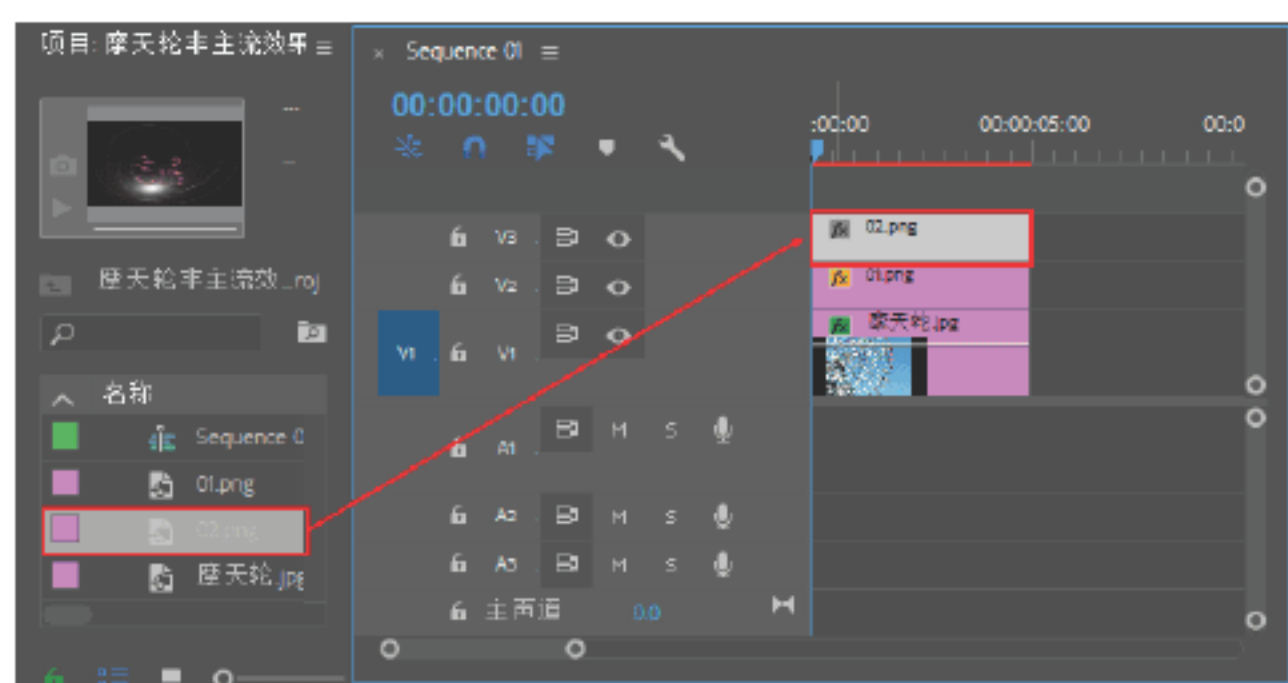 项目: 摩天轮非主流效果
摩天轮非主流效...roj
名称
Sequence 0
01.png
02.png
摩天轮.jpg
× Sequence 01
00:00:00:00
:00:00 00:00:05:00 00:0
V3 02.png
V2 01.png
V1 V1 摩天轮.jpg
A1 M S
A2 M S
A3 M S
主声道 0.0